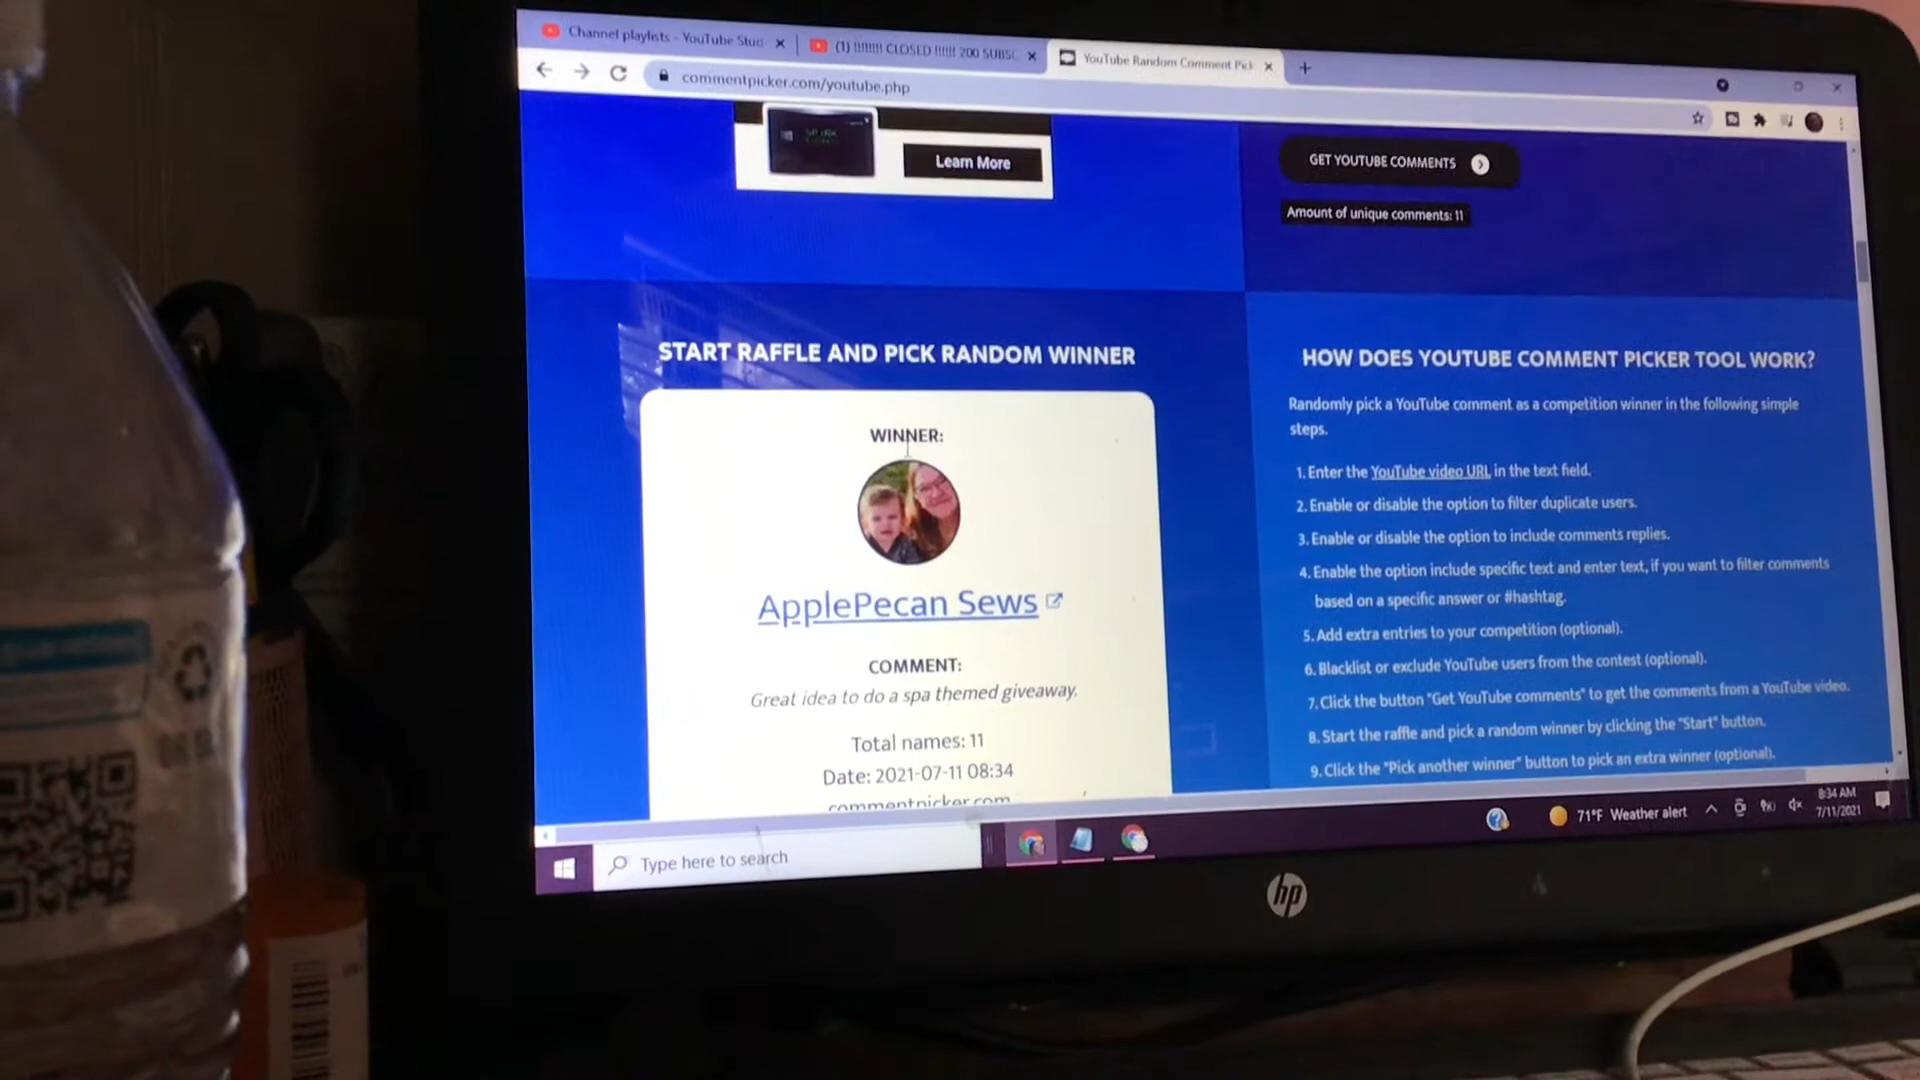 Channel playlists - YouTube Stud
(1) !!!!!!!! CLOSED !!!!!! 200 SUBSC
YouTube Random Comment Pick
commentpicker.com/youtube.php
Learn More
GET YOUTUBE COMMENTS
Amount of unique comments: 11
START RAFFLE AND PICK RANDOM WINNER
WINNER:
ApplePecan Sews
COMMENT:
Great idea to do a spa themed giveaway.
Total names: 11
Date: 2021-07-11 08:34
commentpicker.com
HOW DOES YOUTUBE COMMENT PICKER TOOL WORK?
Randomly pick a YouTube comment as a competition winner in the following simple
steps.
1. Enter the YouTube video URL in the text field.
2. Enable or disable the option to filter duplicate users.
3. Enable or disable the option to include comments replies.
4. Enable the option include specific text and enter text, if you want to filter comments
based on a specific answer or #hashtag.
5. Add extra entries to your competition (optional).
6. Blacklist or exclude YouTube users from the contest (optional).
7. Click the button "Get YouTube comments" to get the comments from a YouTube video.
8. Start the raffle and pick a random winner by clicking the "Start" button.
9. Click the "Pick another winner" button to pick an extra winner (optional).
Type here to search
71°F Weather alert
8:34 AM
7/11/2021
hp